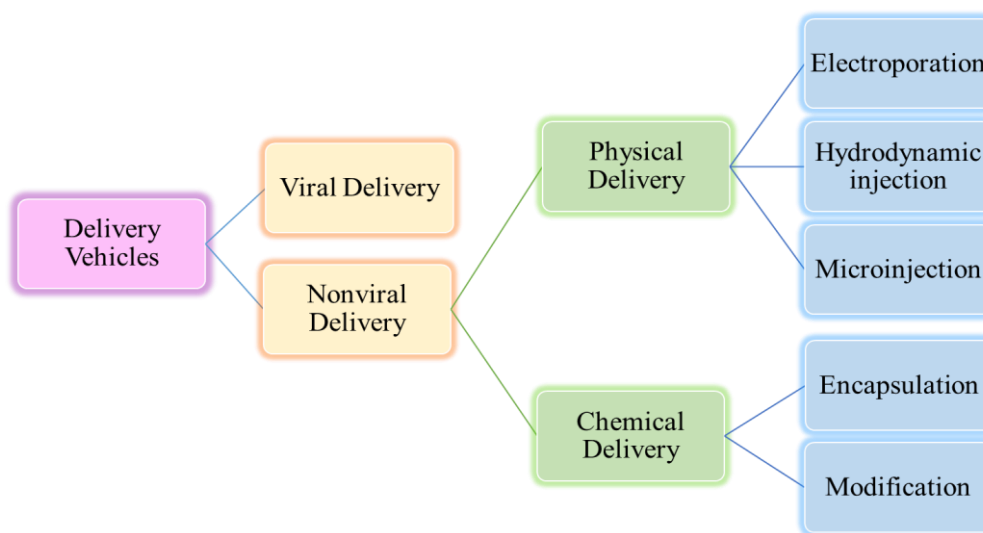 Delivery
Vehicles
Viral Delivery
Nonviral
Delivery
Physical
Delivery
Chemical
Delivery
Electroporation
Hydrodynamic
injection
Microinjection
Encapsulation
Modification